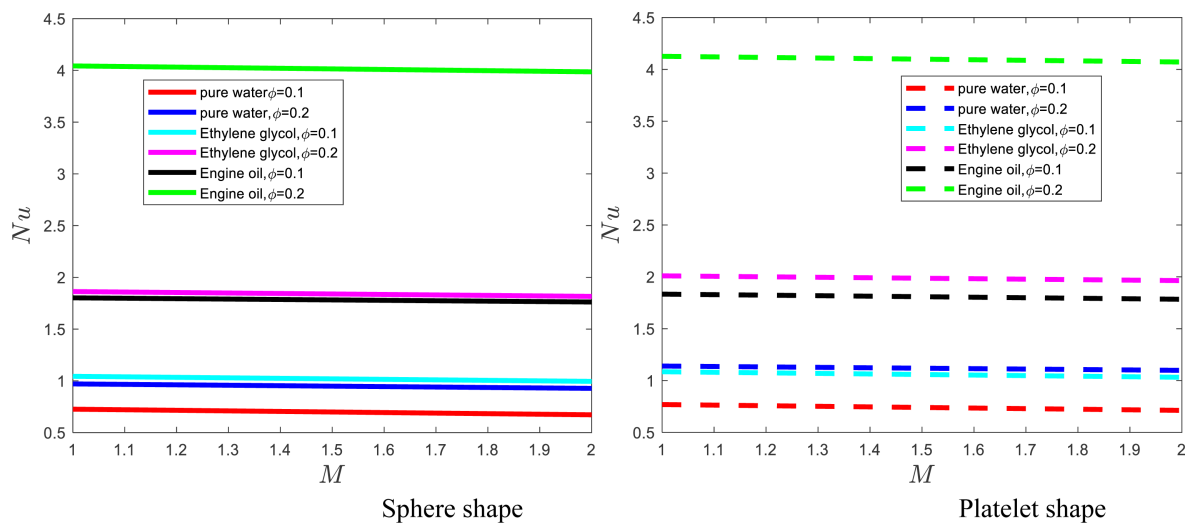 4.5
4
3.5
3
2.5
2
1.5
1
0.5
Nu
pure waterϕ=0.1
pure water,ϕ=0.2
Ethylene glycol,ϕ=0.1
Ethylene glycol,ϕ=0.2
Engine oil,ϕ=0.1
Engine oil,ϕ=0.2
1 1.1 1.2 1.3 1.4 1.5 1.6 1.7 1.8 1.9 2
M
Sphere shape
4.5
4
3.5
3
2.5
2
1.5
1
0.5
Nu
pure water,ϕ=0.1
pure water,ϕ=0.2
Ethylene glycol,ϕ=0.1
Ethylene glycol,ϕ=0.2
Engine oil,ϕ=0.1
Engine oil,ϕ=0.2
1 1.1 1.2 1.3 1.4 1.5 1.6 1.7 1.8 1.9 2
M
Platelet shape